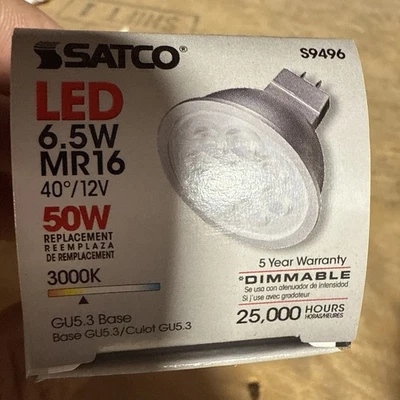 SATCO®
S9496
LED
6.5W
MR16
40°/12V
50W
REPLACEMENT
REEMPLAZA
DE REMPLACEMENT
3000K
GU5.3 Base
Base GU5.3/Culot GU5.3
5 Year Warranty
DIMMABLE
Se usa con atenuador de intensidad
Si j'use avec gradateur
25,000 HOURS
HORAS/HEURES